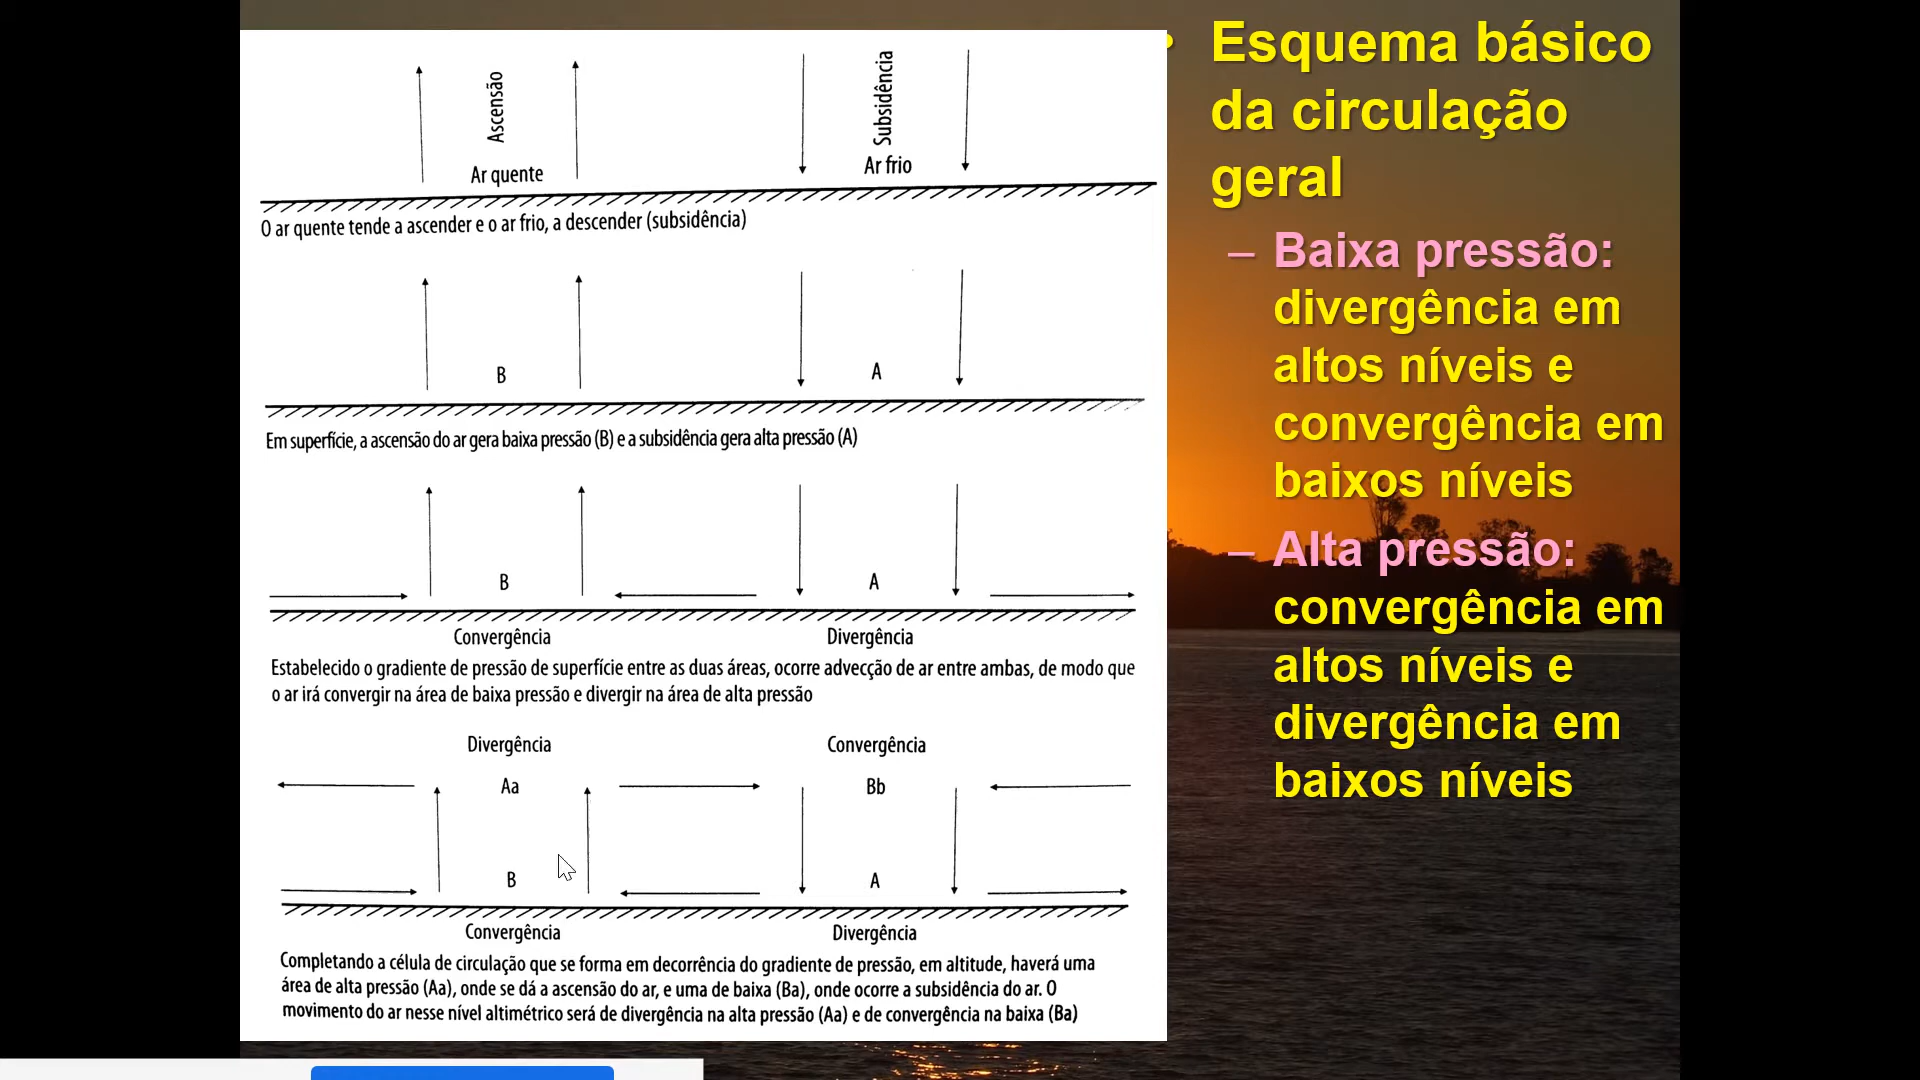 Ascensão
Subsidência
Ar quente
Ar frio
O ar quente tende a ascender e o ar frio, a descender (subsidência)
B
A
Em superfície, a ascensão do ar gera baixa pressão (B) e a subsidência gera alta pressão (A)
B
A
Convergência
Divergência
Estabelecido o gradiente de pressão de superfície entre as duas áreas, ocorre advecção de ar entre ambas, de modo que
o ar irá convergir na área de baixa pressão e divergir na área de alta pressão
Divergência
Convergência
Aa
Bb
B
A
Convergência
Divergência
Completando a célula de circulação que se forma em decorrência do gradiente de pressão, em altitude, haverá uma
área de alta pressão (Aa), onde se dá a ascensão do ar, e uma de baixa (Ba), onde ocorre a subsidência do ar. O
movimento do ar nesse nível altimétrico será de divergência na alta pressão (Aa) e de convergência na baixa (Ba)
• Esquema básico
da circulação
geral
– Baixa pressão:
divergência em
altos níveis e
convergência em
baixos níveis
– Alta pressão:
convergência em
altos níveis e
divergência em
baixos níveis